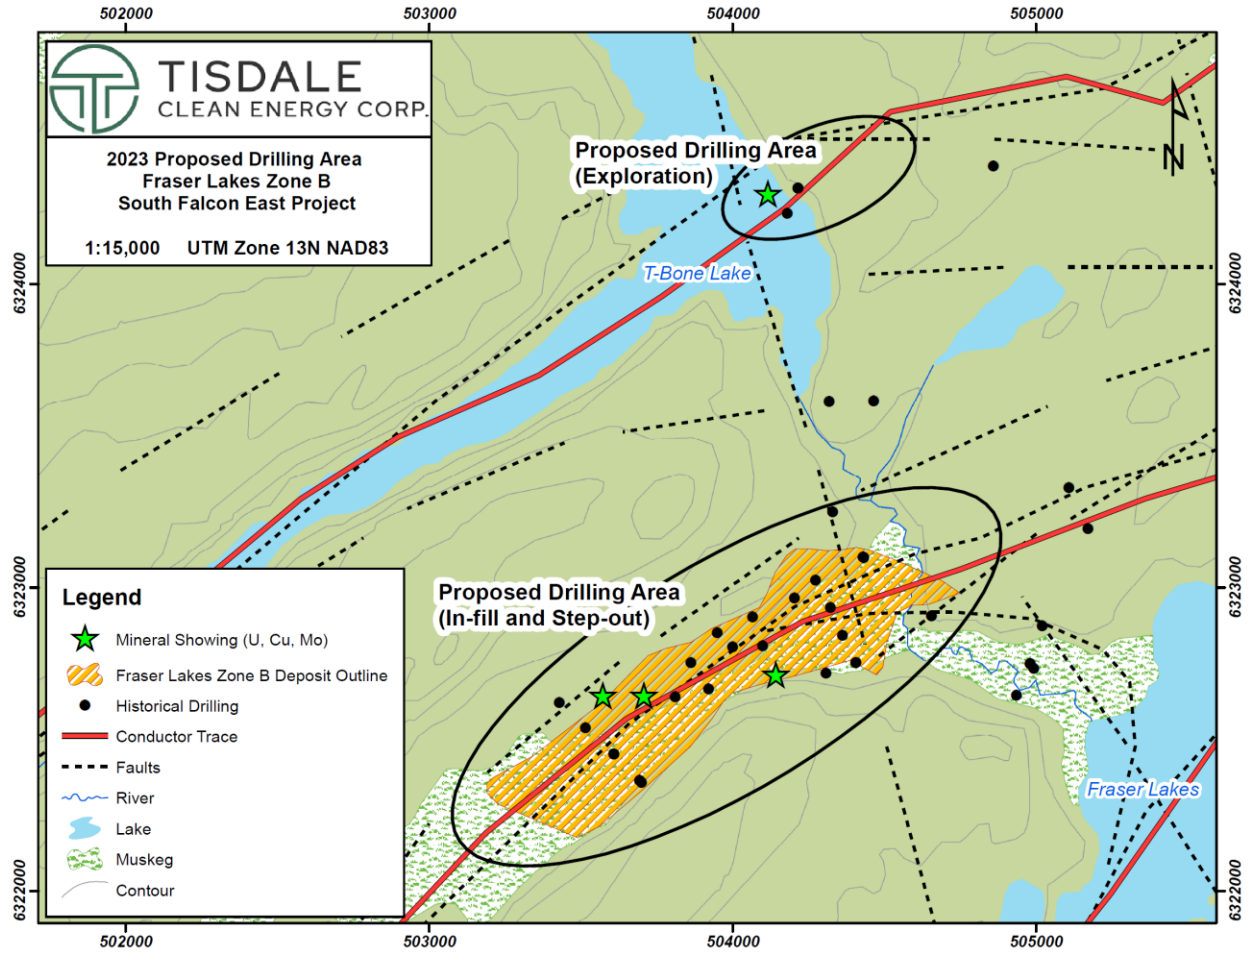 502000
503000
504000
505000
TISDALE
CLEAN ENERGY CORP.
2023 Proposed Drilling Area
Fraser Lakes Zone B
South Falcon East Project
1:15,000 UTM Zone 13N NAD83
Proposed Drilling Area
(Exploration)
N
T-Bone Lake
6324000
6324000
Proposed Drilling Area
(In-fill and Step-out)
6323000
6323000
Legend
Mineral Showing (U, Cu, Mo)
Fraser Lakes Zone B Deposit Outline
Historical Drilling
Conductor Trace
Faults
River
Lake
Muskeg
Contour
Fraser Lakes
6322000
6322000
502000
503000
504000
505000